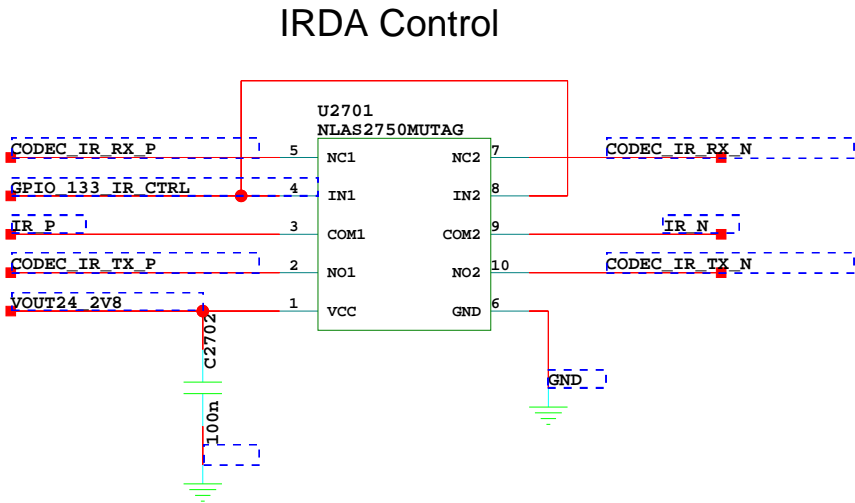 IRDA Control
U2701
NLAS2750MUTAG
CODEC_IR_RX_P 5 NC1 NC2 7 CODEC_IR_RX_N
GPIO_133_IR_CTRL 4 IN1 IN2 8
IR_P 3 COM1 COM2 9 IR_N
CODEC_IR_TX_P 2 NO1 NO2 10 CODEC_IR_TX_N
VOUT24_2V8 1 VCC GND 6
C2702
100n
GND